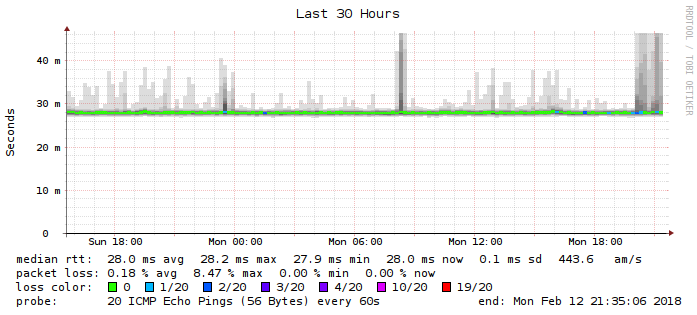 Last 30 Hours
RRDTOOL / TOBI OETIKER
Seconds
40 m
30 m
20 m
10 m
0
Sun 18:00 Mon 00:00 Mon 06:00 Mon 12:00 Mon 18:00
median rtt: 28.0 ms avg 28.2 ms max 27.9 ms min 28.0 ms now 0.1 ms sd 443.6 am/s
packet loss: 0.18 % avg 8.47 % max 0.00 % min 0.00 % now
loss color: 0 1/20 2/20 3/20 4/20 10/20 19/20
probe: 20 ICMP Echo Pings (56 Bytes) every 60s end: Mon Feb 12 21:35:06 2018